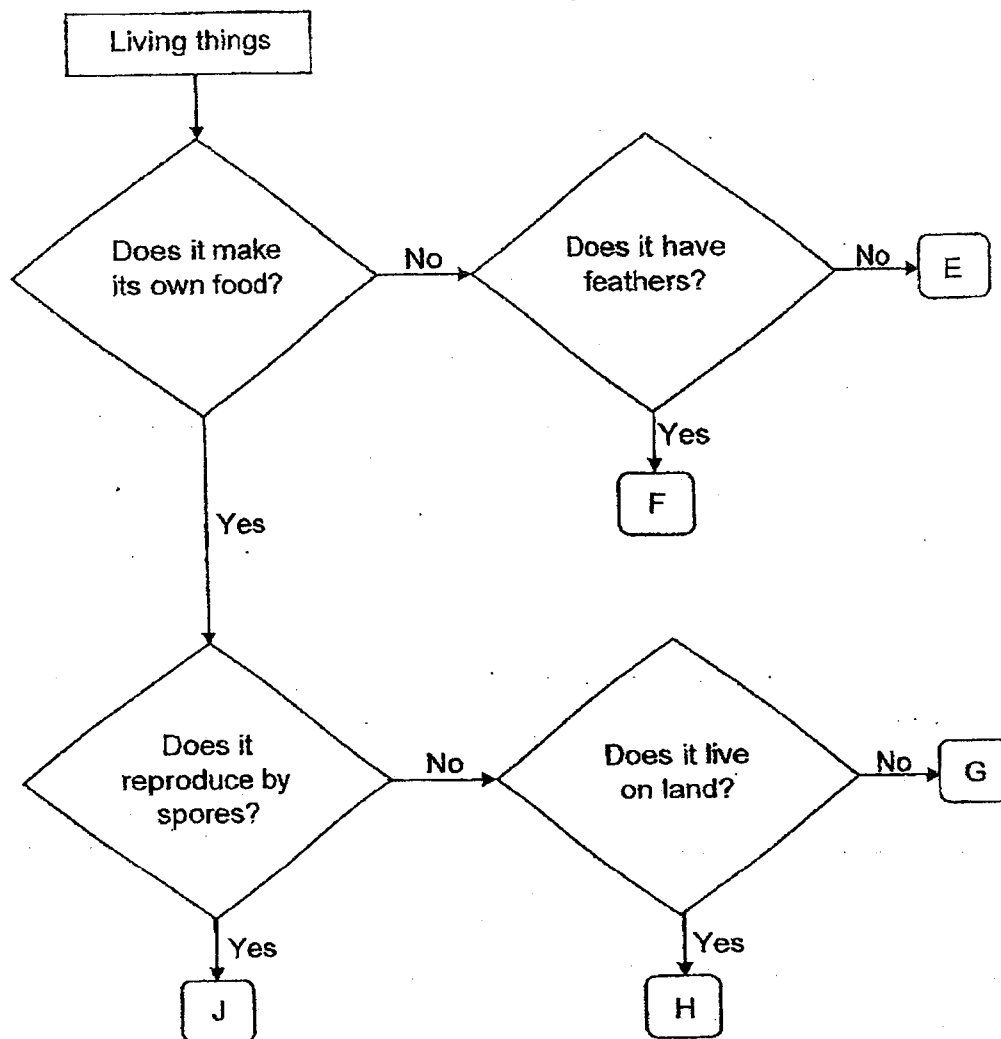 Living things
Does it make
its own food?
No
Does it have
feathers?
No
E
Yes
F
Yes
Does it
reproduce by
spores?
No
Does it live
on land?
No
G
Yes
J
Yes
H